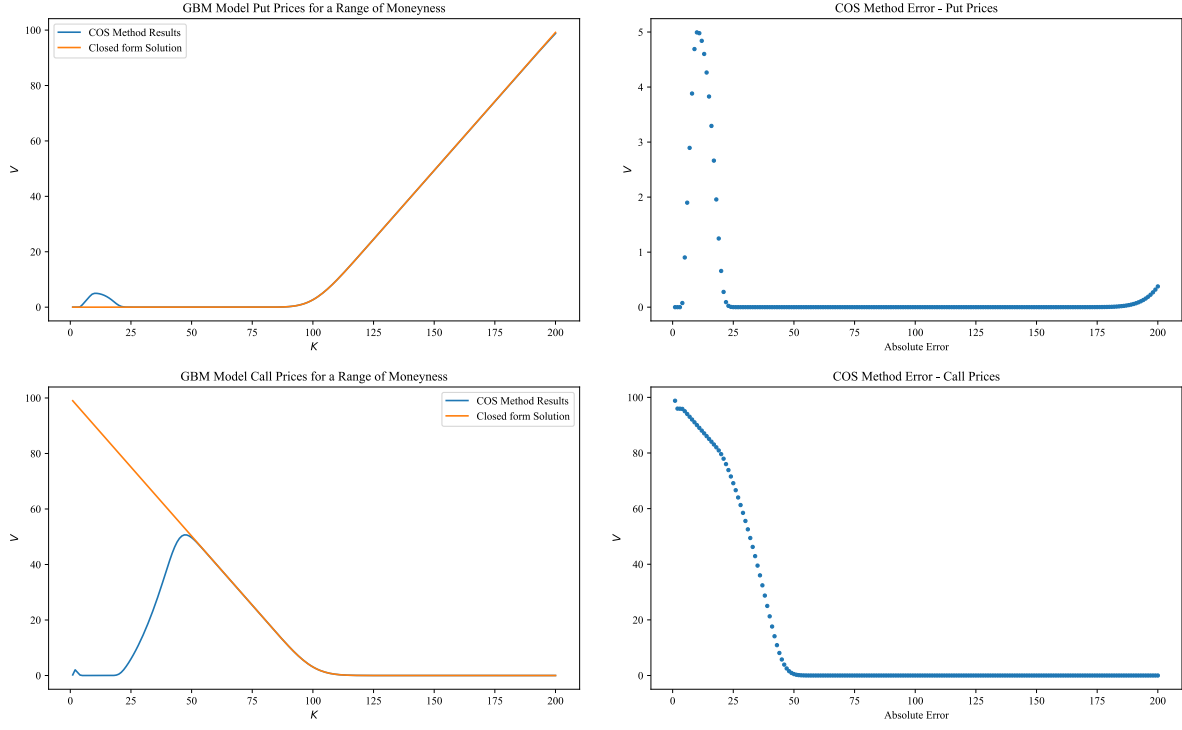 GBM Model Put Prices for a Range of Moneyness
COS Method Results
Closed form Solution
100
80
60
40
20
0
V
0 25 50 75 100 125 150 175 200
K
COS Method Error - Put Prices
5
4
3
2
1
0
V
0 25 50 75 100 125 150 175 200
Absolute Error
GBM Model Call Prices for a Range of Moneyness
COS Method Results
Closed form Solution
100
80
60
40
20
0
V
0 25 50 75 100 125 150 175 200
K
COS Method Error - Call Prices
100
80
60
40
20
0
V
0 25 50 75 100 125 150 175 200
Absolute Error